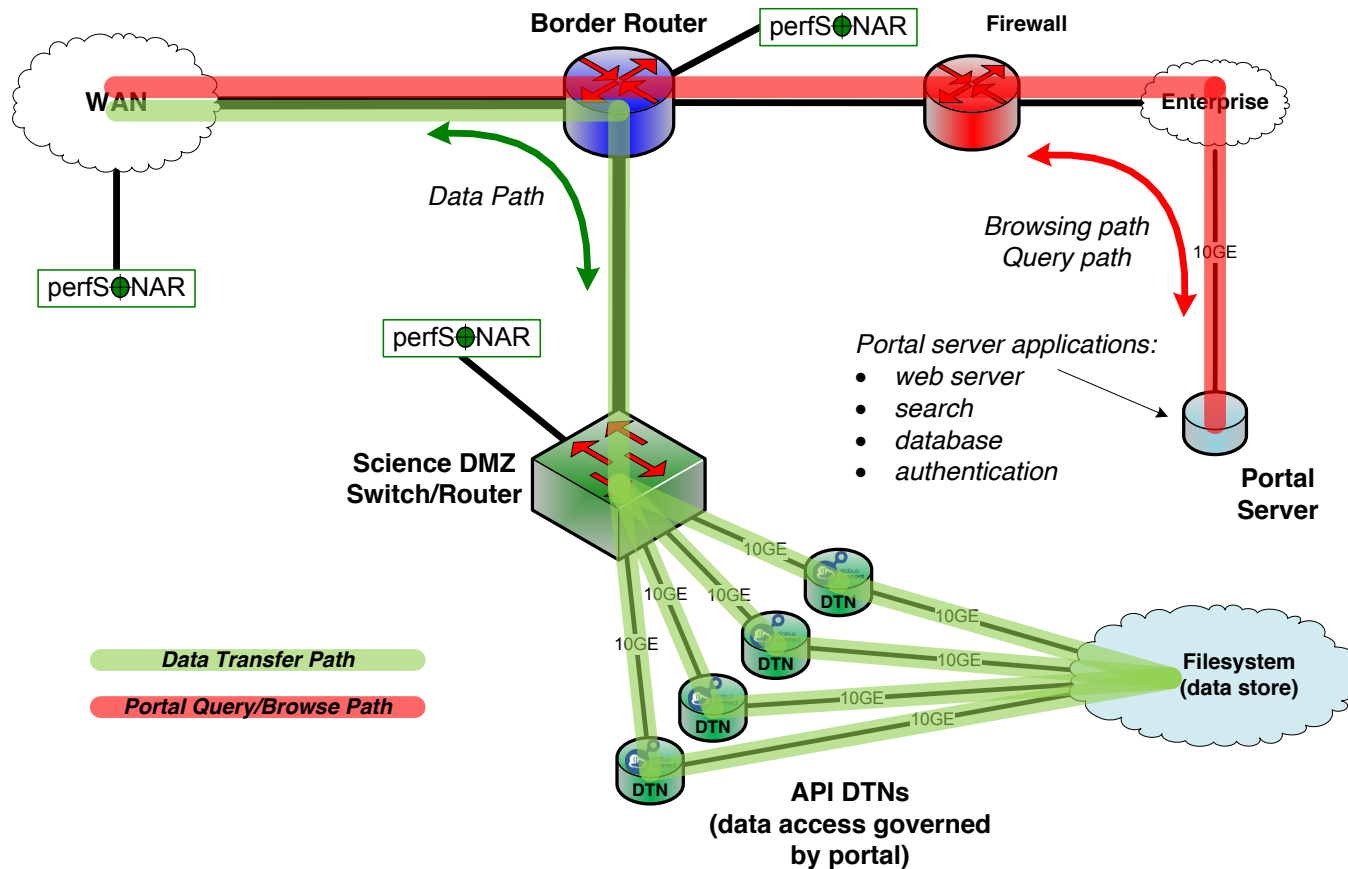 Border Router
perfSONAR
Firewall
WAN
Enterprise
Data Path
Browsing path
Query path
10GE
perfSONAR
perfSONAR
Portal server applications:
• web server
• search
• database
• authentication
Science DMZ
Switch/Router
Portal
Server
10GE
10GE
10GE
10GE
DTN
DTN
DTN
DTN
10GE
10GE
10GE
10GE
Filesystem
(data store)
Data Transfer Path
Portal Query/Browse Path
API DTNs
(data access governed
by portal)